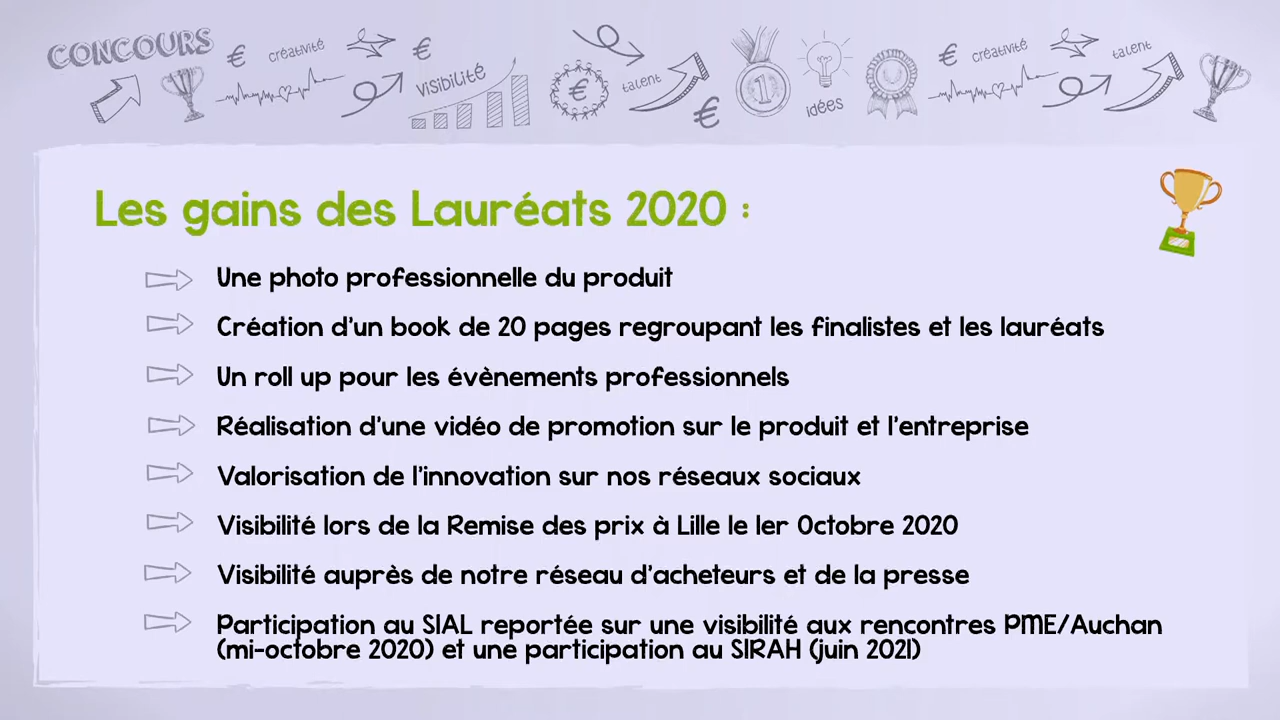 CONCOURS
€ créativité € visibilité € talent € 1 idées € créativité talent
Les gains des Lauréats 2020 :
Une photo professionnelle du produit
Création d'un book de 20 pages regroupant les finalistes et les lauréats
Un roll up pour les évènements professionnels
Réalisation d'une vidéo de promotion sur le produit et l'entreprise
Valorisation de l'innovation sur nos réseaux sociaux
Visibilité lors de la Remise des prix à Lille le 1er Octobre 2020
Visibilité auprès de notre réseau d'acheteurs et de la presse
Participation au SIAL reportée sur une visibilité aux rencontres PME/Auchan
(mi-octobre 2020) et une participation au SIRAH (juin 2021)